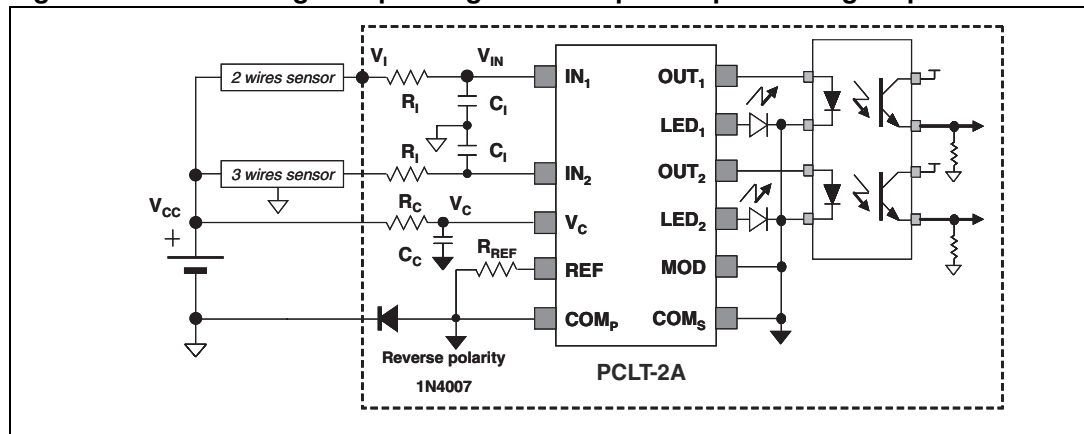 V_I
V_IN
2 wires sensor
R_I
C_I
IN_1
OUT_1
LED_1
R_I
C_I
3 wires sensor
IN_2
OUT_2
V_CC
+
R_C
V_C
V_C
LED_2
C_C
R_REF
REF
MOD
COM_P
COM_S
Reverse polarity
1N4007
PCLT-2A